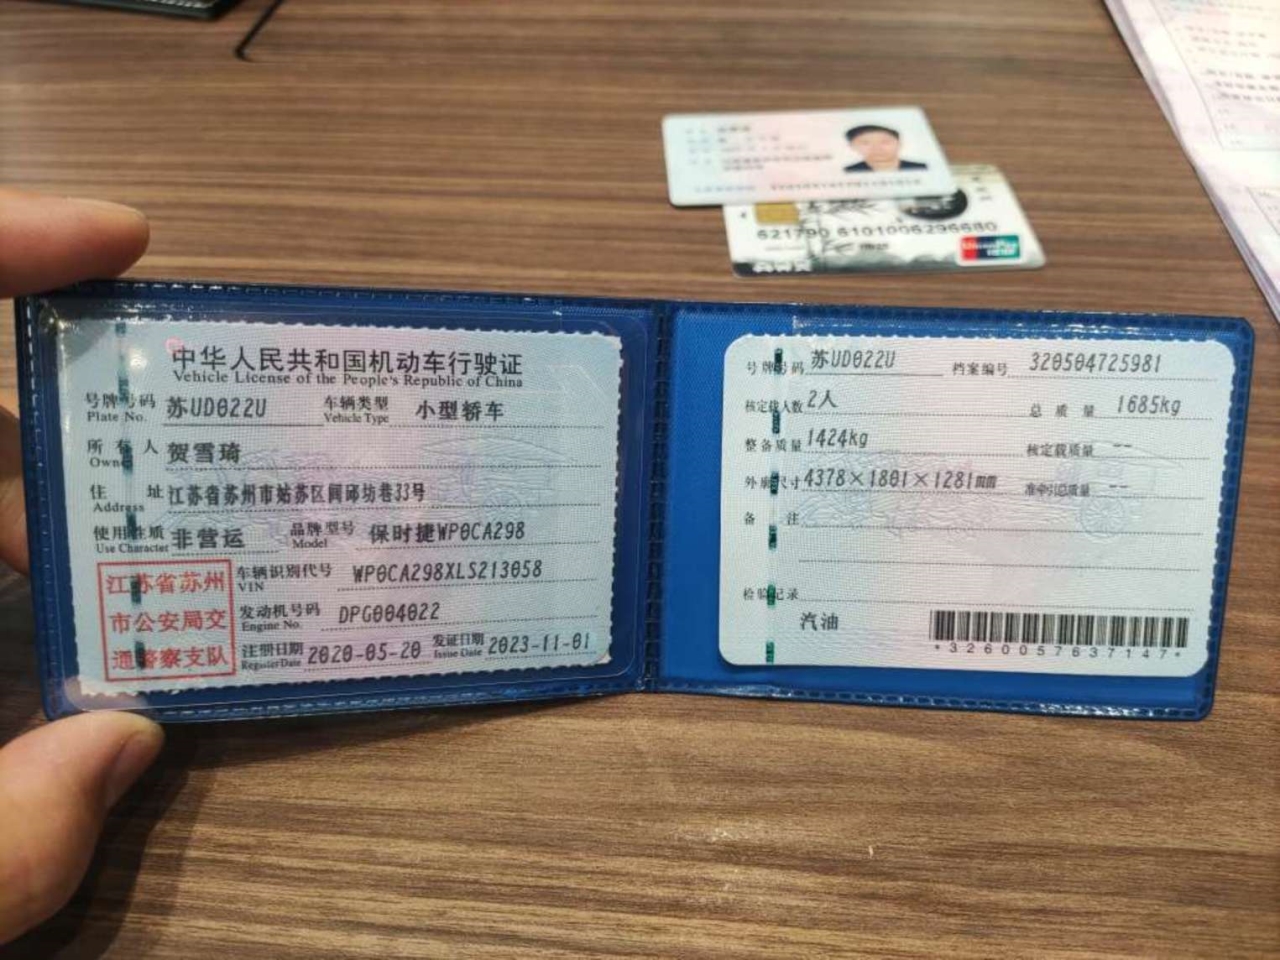 621790 6101006296680
UnionPay
中华人民共和国机动车行驶证
Vehicle License of the People's Republic of China
号牌号码 苏UD022U 车辆类型 小型轿车
Plate No. Vehicle Type
所有人 贺雪琦
Owner
住址 江苏省苏州市姑苏区闾邱坊巷33号
Address
使用性质 非营运 品牌型号 保时捷WP0CA298
Use Character Model
江苏省苏州
市公安局交
通警察支队
车辆识别代号 WP0CA298XLS213058
VIN
发动机号码 DPG004022
Engine No.
注册日期 2020-05-20 发证日期 2023-11-01
Register Date Issue Date
号牌号码 苏UD022U 档案编号 320504725981
核定载人数 2人 总质量 1685kg
整备质量 1424kg 核定载质量 --
外廓尺寸 4378×1801×1281mm 准牵引总质量 --
备注
检验记录
汽油
*3260057637147*